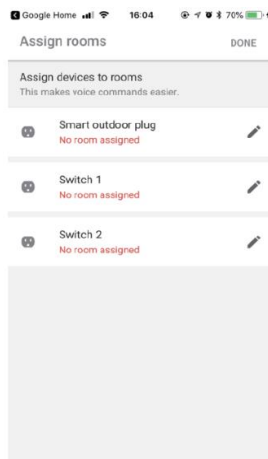 Google Home 16:04 70%
Assign rooms DONE
Assign devices to rooms
This makes voice commands easier.
Smart outdoor plug
No room assigned
Switch 1
No room assigned
Switch 2
No room assigned